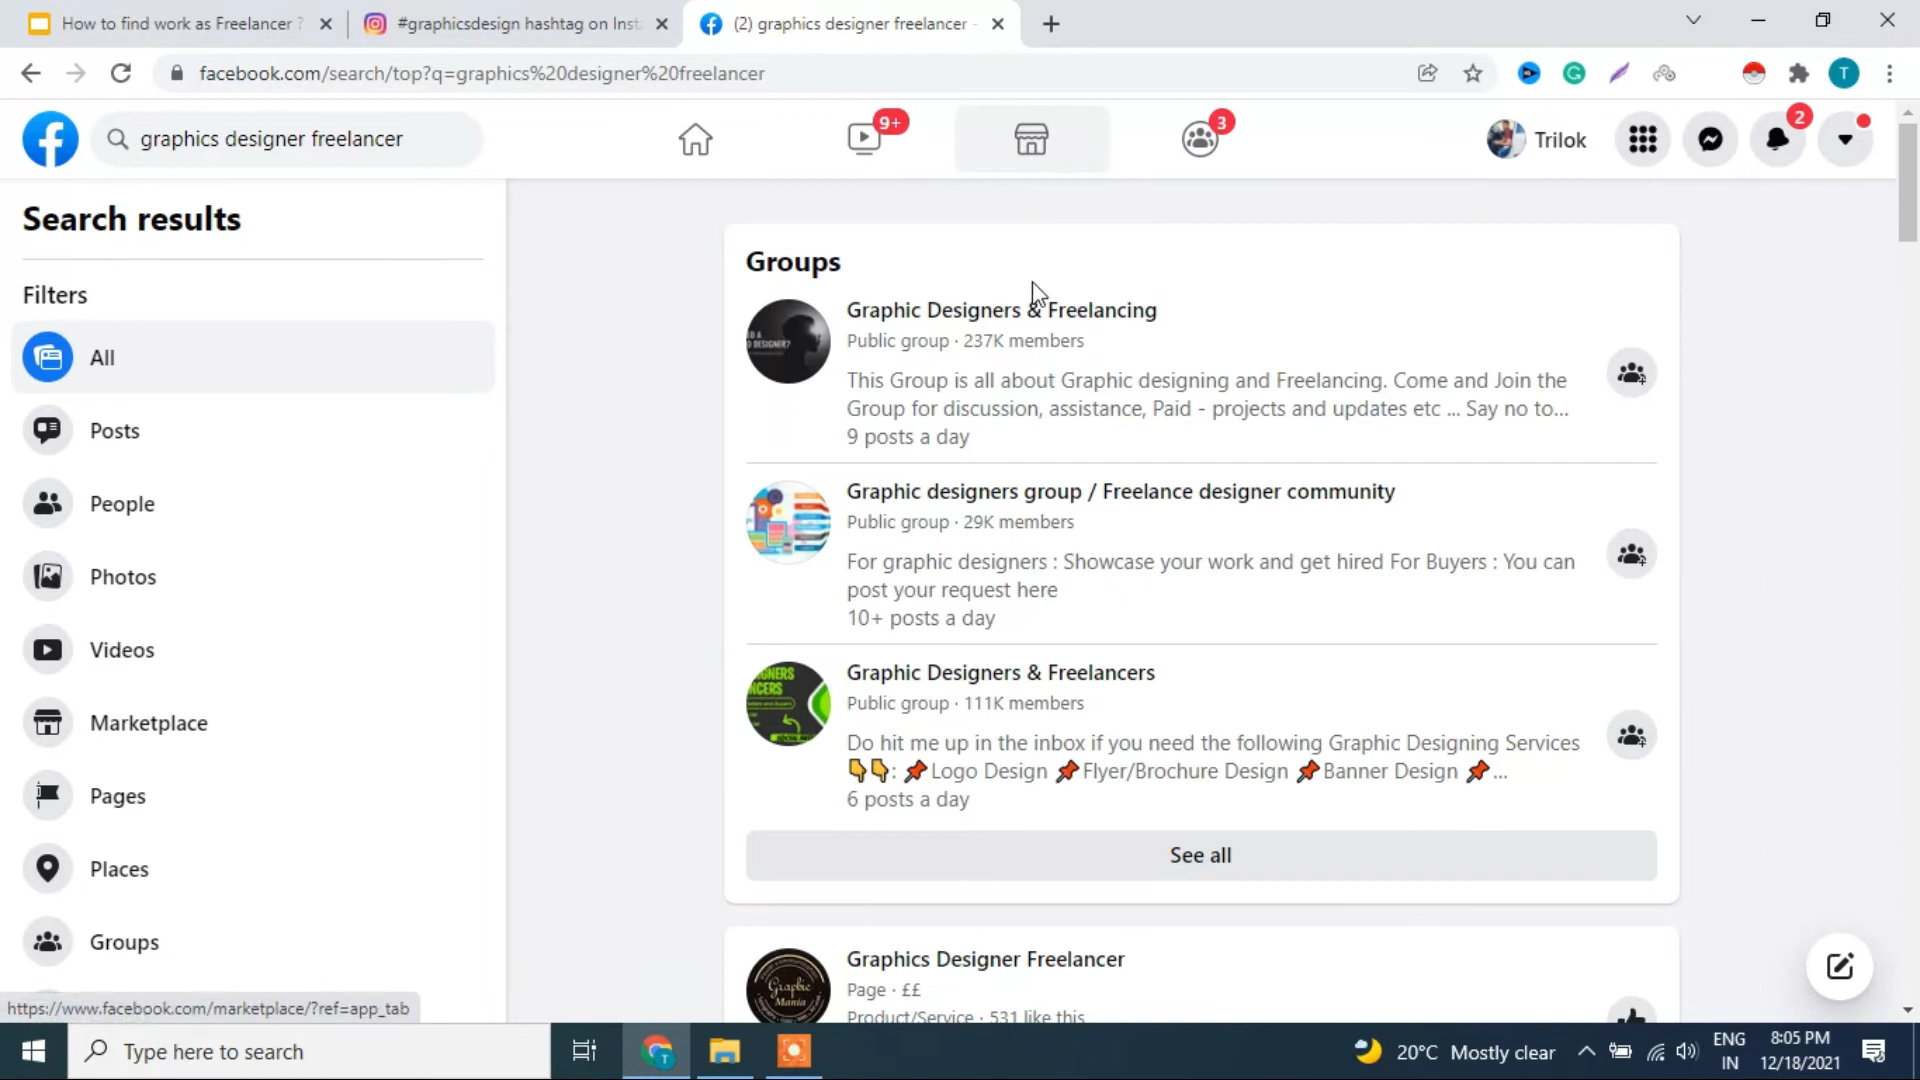 How to find work as Freelancer ?
#graphicsdesign hashtag on Inst
(2) graphics designer freelancer -
facebook.com/search/top?q=graphics%20designer%20freelancer
T
graphics designer freelancer
9+
3
Trilok
2
Search results
Filters
All
Posts
People
Photos
Videos
Marketplace
Pages
Places
Groups
https://www.facebook.com/marketplace/?ref=app_tab
Groups
Graphic Designers & Freelancing
Public group · 237K members
This Group is all about Graphic designing and Freelancing. Come and Join the
Group for discussion, assistance, Paid - projects and updates etc ... Say no to...
9 posts a day
Graphic designers group / Freelance designer community
Public group · 29K members
For graphic designers : Showcase your work and get hired For Buyers : You can
post your request here
10+ posts a day
Graphic Designers & Freelancers
Public group · 111K members
Do hit me up in the inbox if you need the following Graphic Designing Services
👇👇: 📌Logo Design 📌Flyer/Brochure Design 📌Banner Design 📌...
6 posts a day
See all
Graphic
Mania
Graphics Designer Freelancer
Page · ££
Product/Service · 531 like this
Type here to search
T
20°C Mostly clear
ENG
IN
8:05 PM
12/18/2021